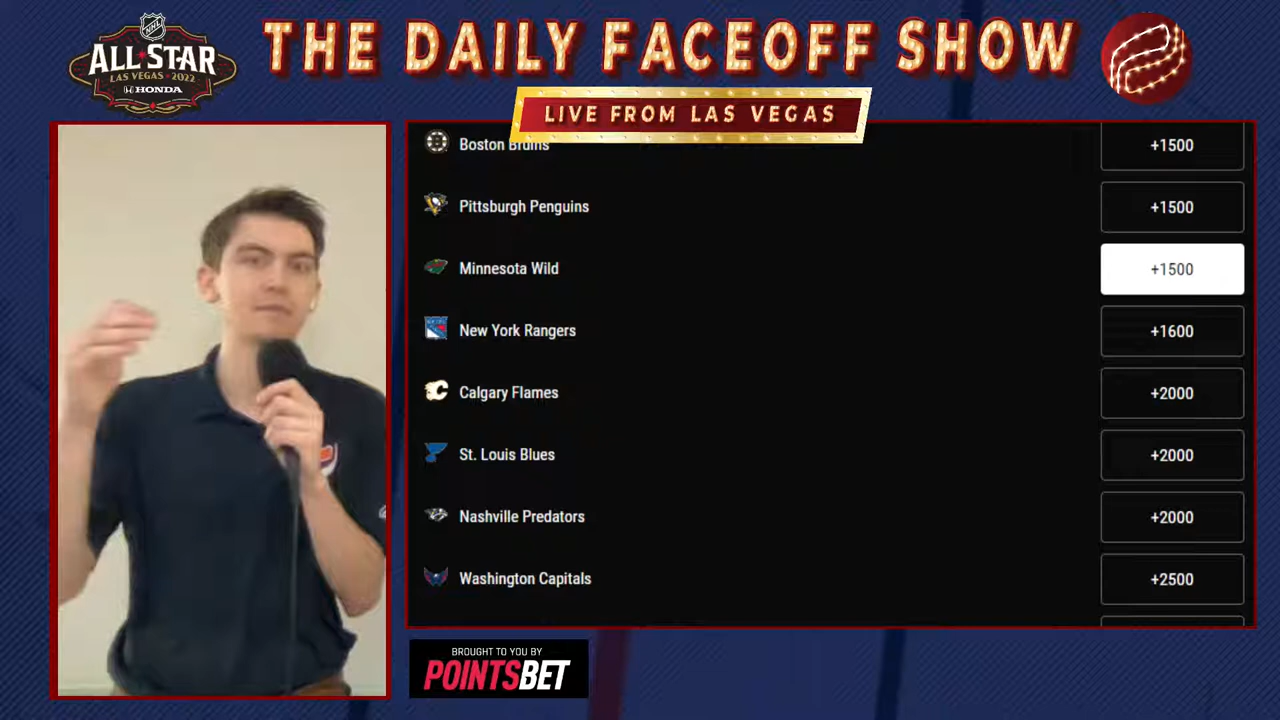 NHL
ALL STAR
LAS VEGAS 2022
HONDA
THE DAILY FACEOFF SHOW
LIVE FROM LAS VEGAS
Boston Bruins +1500
Pittsburgh Penguins +1500
Minnesota Wild +1500
New York Rangers +1600
Calgary Flames +2000
St. Louis Blues +2000
Nashville Predators +2000
Washington Capitals +2500
BROUGHT TO YOU BY
POINTSBET